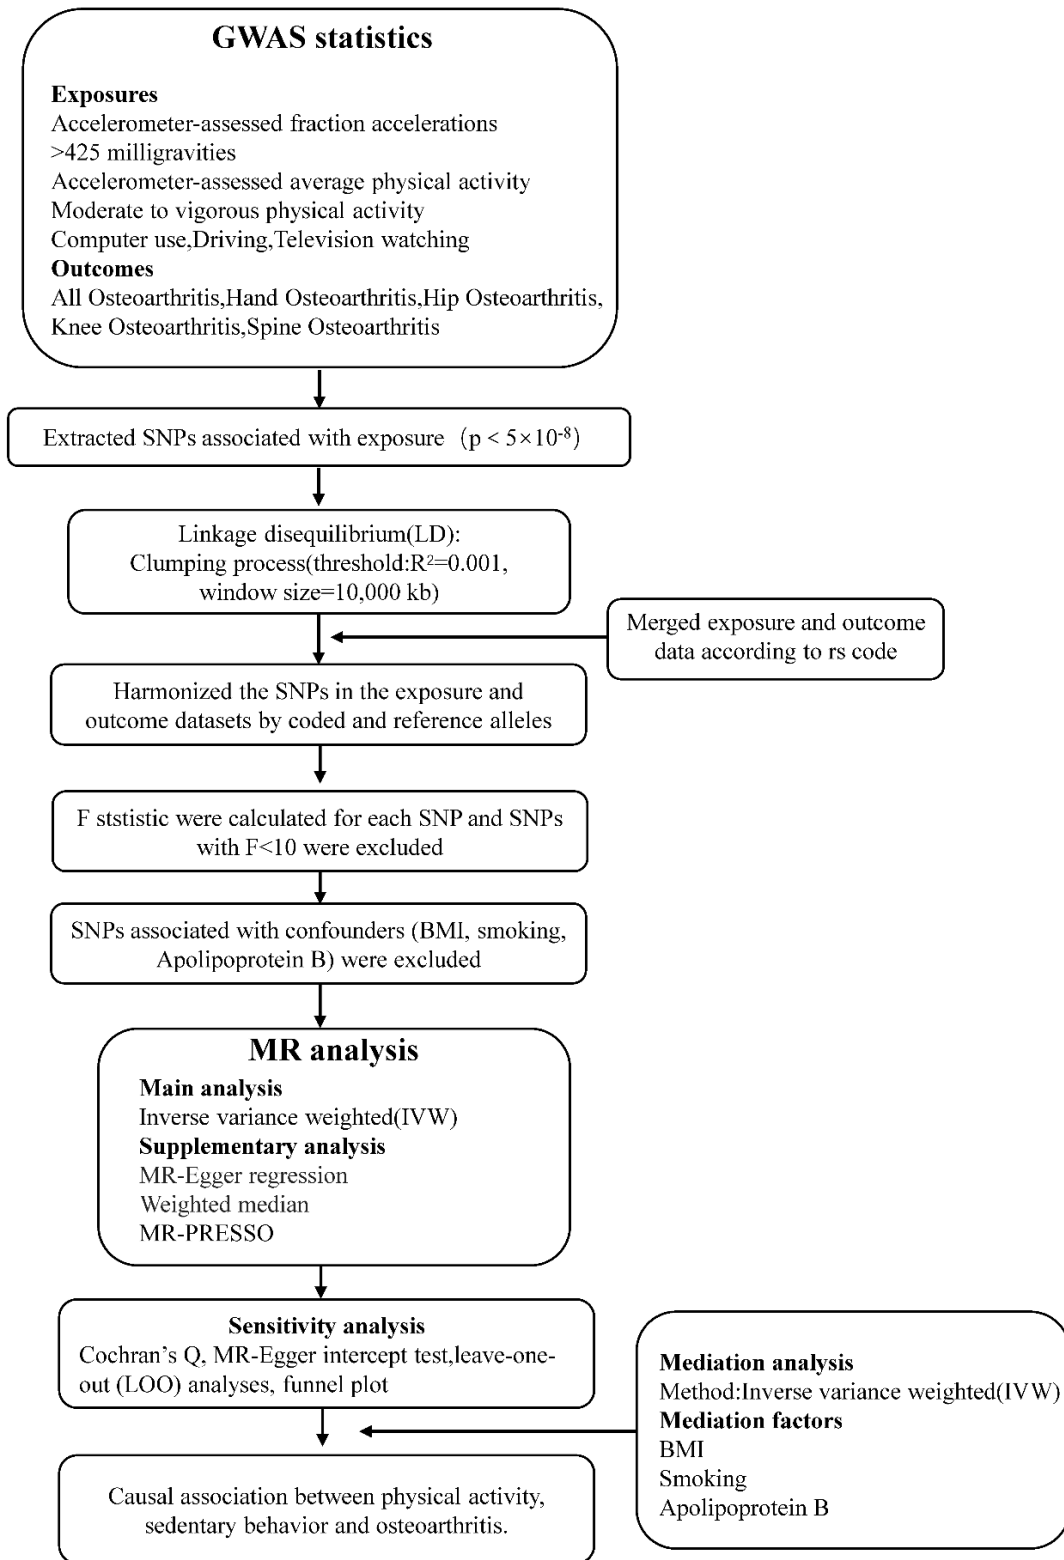 GWAS statistics
Exposures
Accelerometer-assessed fraction accelerations
>425 milligravities
Accelerometer-assessed average physical activity
Moderate to vigorous physical activity
Computer use,Driving,Television watching
Outcomes
All Osteoarthritis,Hand Osteoarthritis,Hip Osteoarthritis,
Knee Osteoarthritis,Spine Osteoarthritis
Extracted SNPs associated with exposure（p < 5×10⁻⁸）
Linkage disequilibrium(LD):
Clumping process(threshold:R²=0.001,
window size=10,000 kb)
Merged exposure and outcome
data according to rs code
Harmonized the SNPs in the exposure and
outcome datasets by coded and reference alleles
F ststistic were calculated for each SNP and SNPs
with F<10 were excluded
SNPs associated with confounders (BMI, smoking,
Apolipoprotein B) were excluded
MR analysis
Main analysis
Inverse variance weighted(IVW)
Supplementary analysis
MR-Egger regression
Weighted median
MR-PRESSO
Sensitivity analysis
Cochran’s Q, MR-Egger intercept test,leave-one-
out (LOO) analyses, funnel plot
Mediation analysis
Method:Inverse variance weighted(IVW)
Mediation factors
BMI
Smoking
Apolipoprotein B
Causal association between physical activity,
sedentary behavior and osteoarthritis.